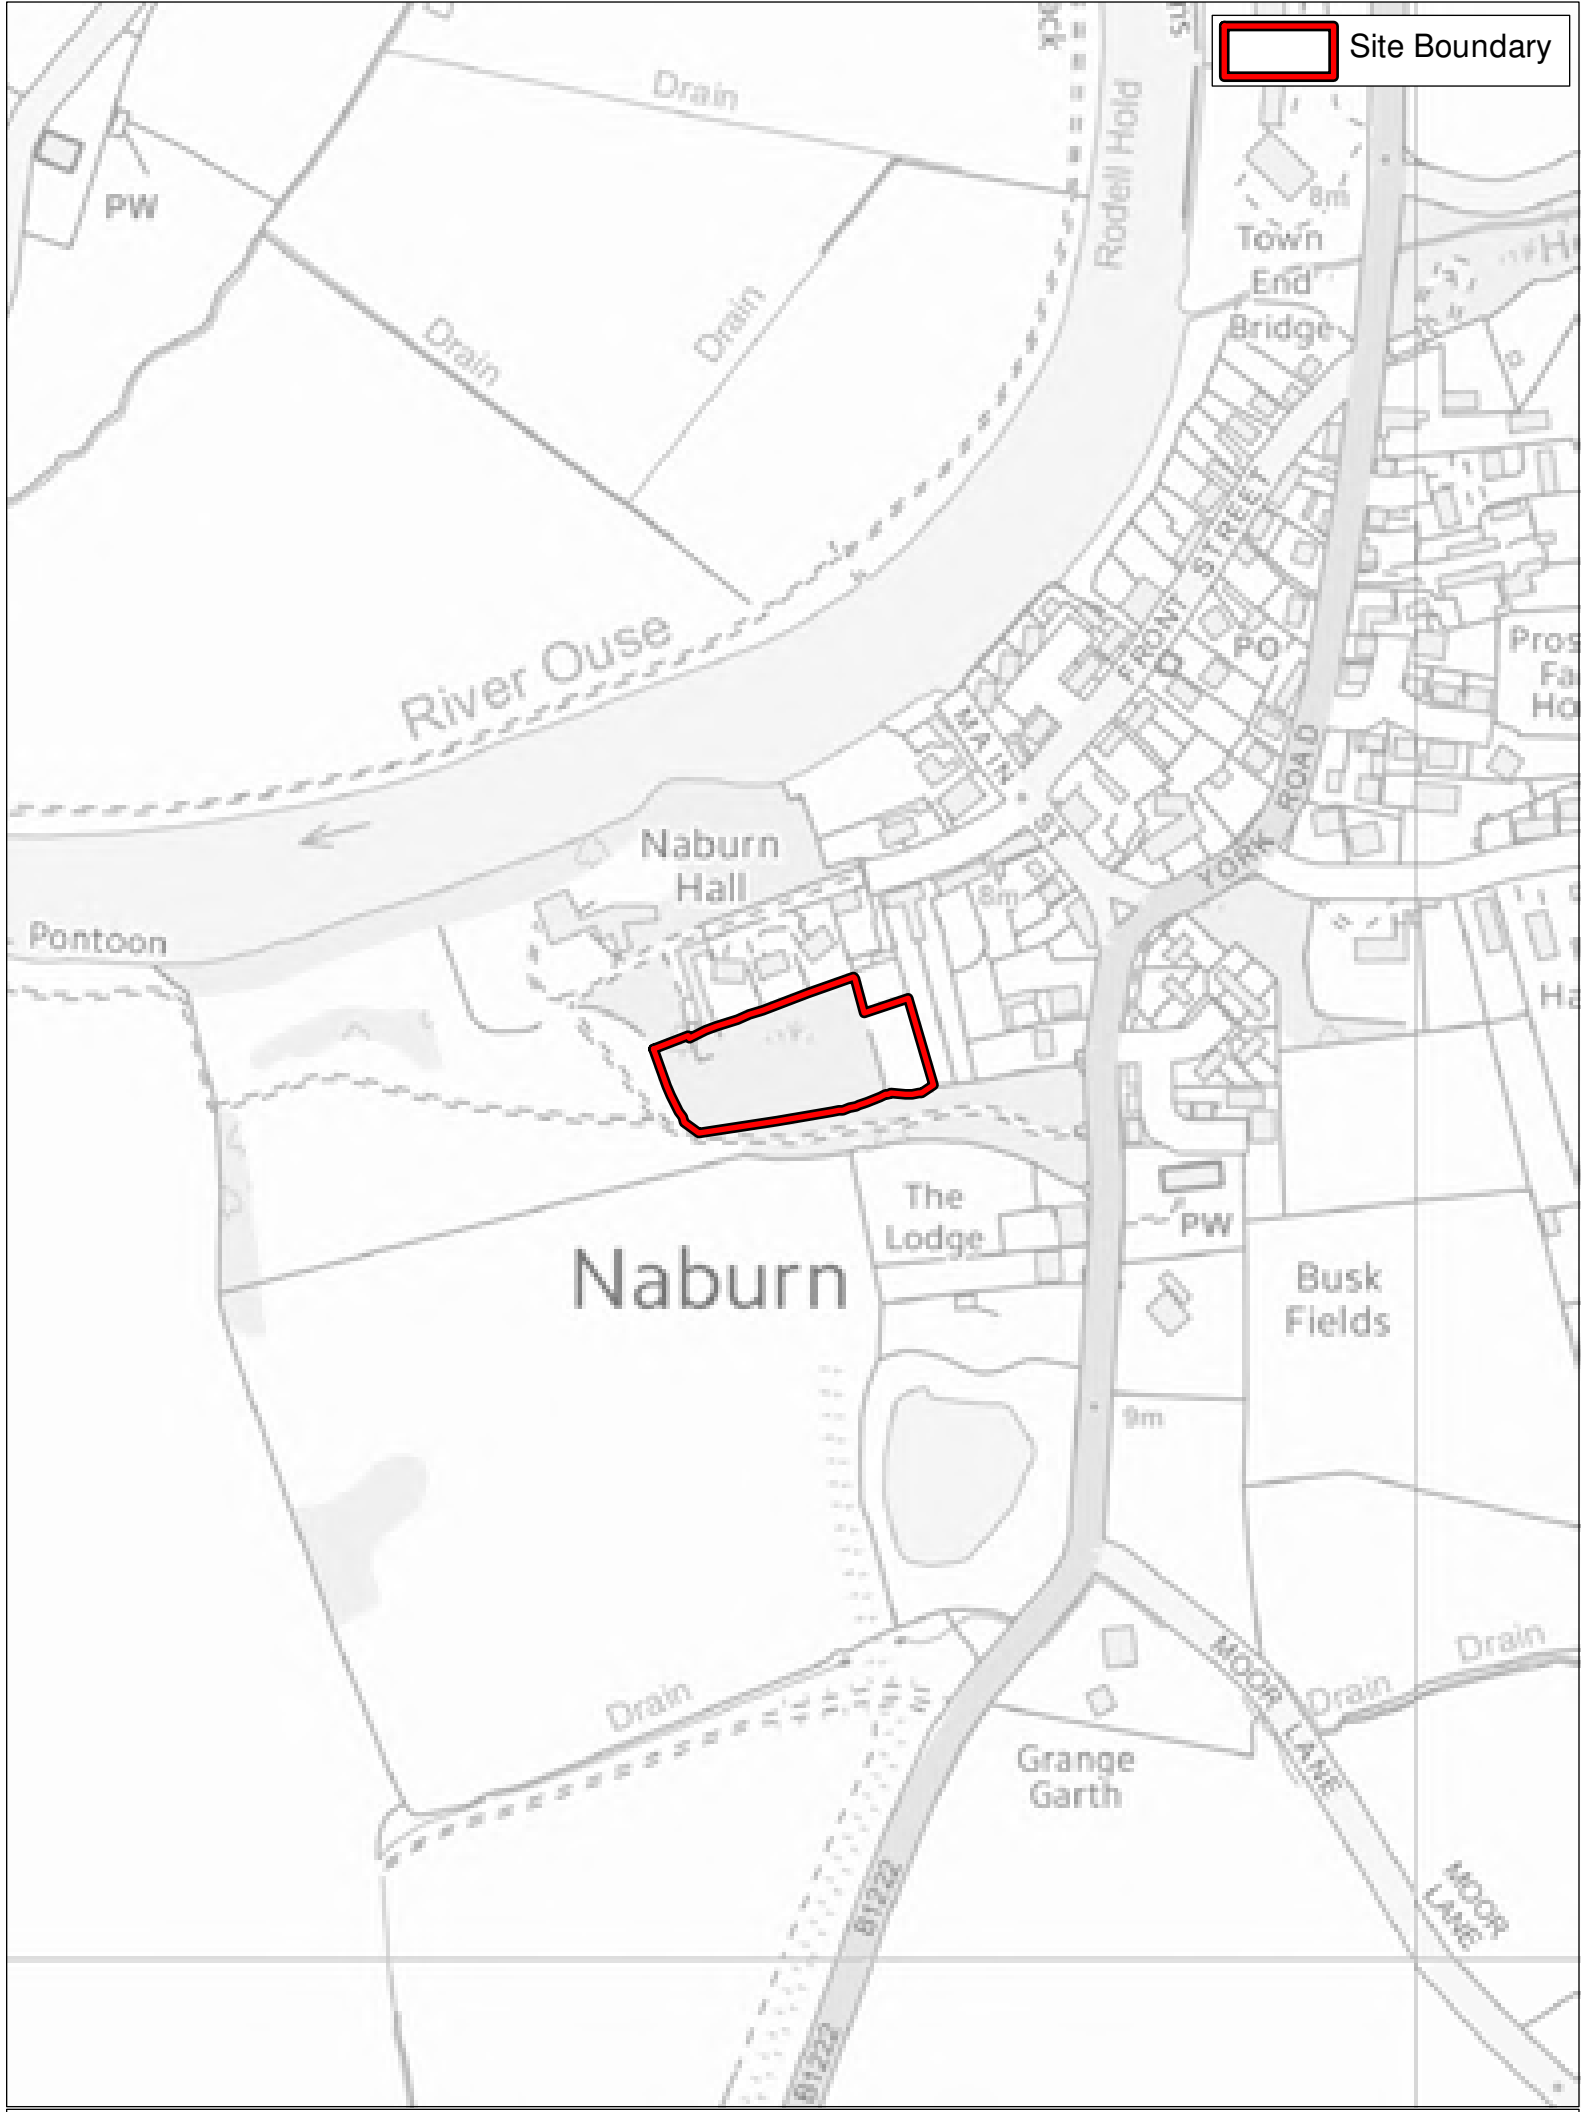 Site Boundary
Drain
Rodell Hold
PW
8m
Town
End
Bridge
Drain
Drain
STREET
FRONT
River Ouse
PO
MAIN
ST
YORK ROAD
Naburn
Hall
8m
Pontoon
The
Lodge
PW
Naburn
Busk
Fields
9m
MOOR LANE
Drain
Drain
Drain
Grange
Garth
B1222
MOOR
LANE
B1222